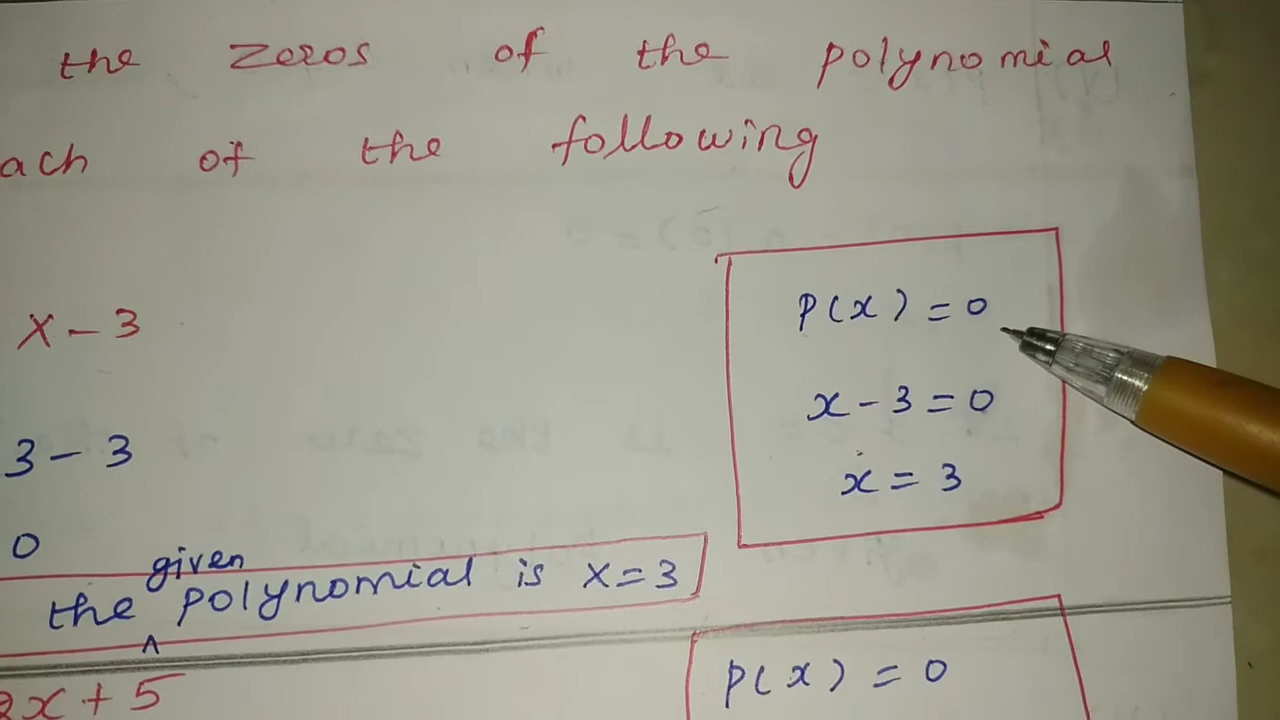 the zeros of the polynomial
ach of the following
x - 3
3 - 3
0
given
the ^ polynomial is x = 3
2x + 5
P(x) = 0
x - 3 = 0
x = 3
P(x) = 0